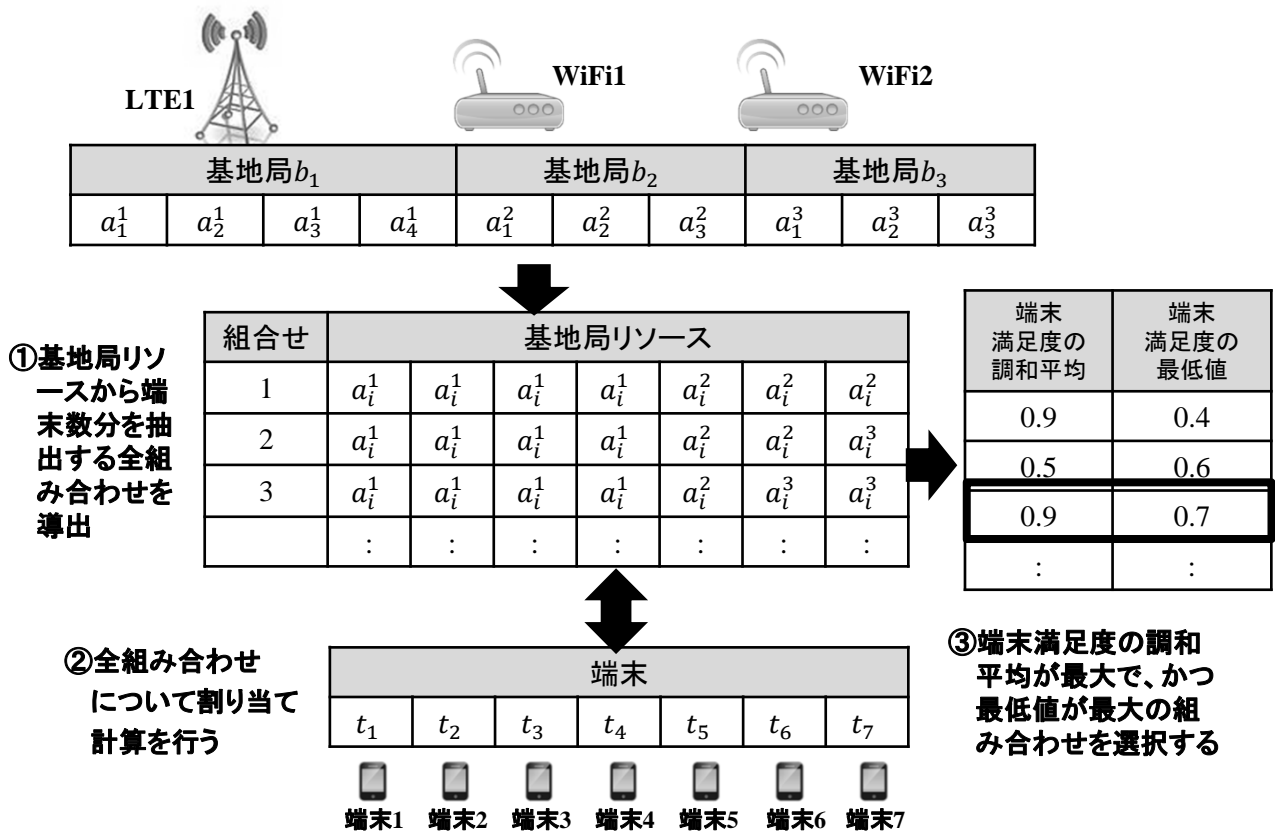 LTE1
WiFi1
WiFi2
基地局b₁ 基地局b₂ 基地局b₃
a₁¹ a₂¹ a₃¹ a₄¹ a₁² a₂² a₃² a₁³ a₂³ a₃³
①基地局リソ
ースから端
末数分を抽
出する全組
み合わせを
導出
組合せ 基地局リソース
1 aᵢ¹ aᵢ¹ aᵢ¹ aᵢ¹ aᵢ² aᵢ² aᵢ²
2 aᵢ¹ aᵢ¹ aᵢ¹ aᵢ¹ aᵢ² aᵢ² aᵢ³
3 aᵢ¹ aᵢ¹ aᵢ¹ aᵢ¹ aᵢ² aᵢ³ aᵢ³
: : : : : : :
端末
満足度の
調和平均
端末
満足度の
最低値
0.9 0.4
0.5 0.6
0.9 0.7
: :
②全組み合わせ
について割り当て
計算を行う
端末
t₁ t₂ t₃ t₄ t₅ t₆ t₇
端末1 端末2 端末3 端末4 端末5 端末6 端末7
③端末満足度の調和
平均が最大で、かつ
最低値が最大の組
み合わせを選択する